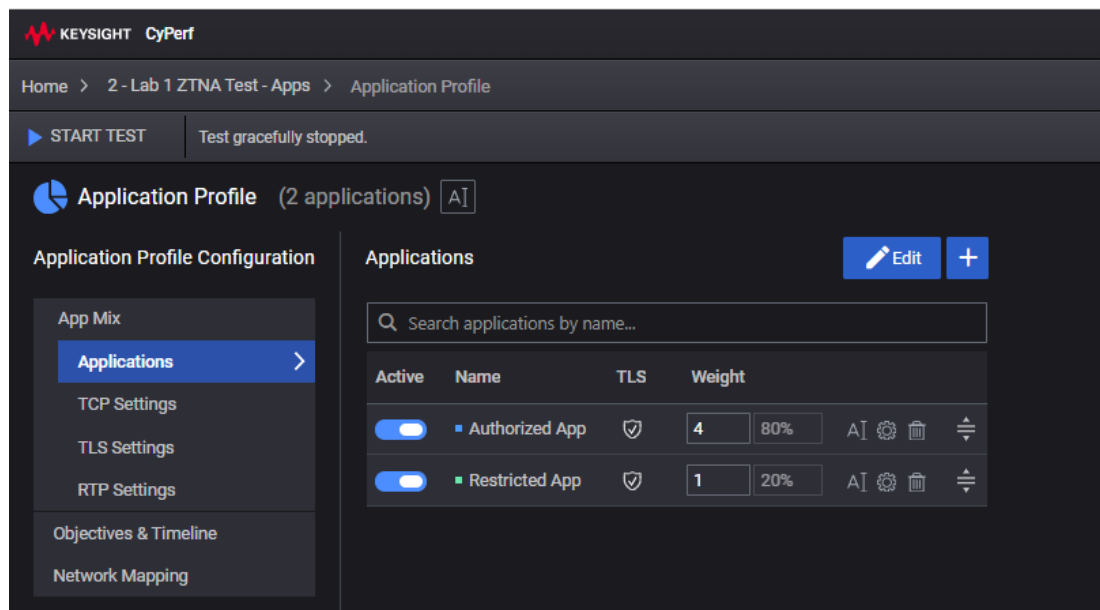 KEYSIGHT CyPerf
Home > 2 - Lab 1 ZTNA Test - Apps > Application Profile
START TEST Test gracefully stopped.
Application Profile (2 applications) A
Application Profile Configuration
App Mix
Applications
TCP Settings
TLS Settings
RTP Settings
Objectives & Timeline
Network Mapping
Applications Edit +
Search applications by name...
Active Name TLS Weight
Authorized App 4 80% A
Restricted App 1 20% A